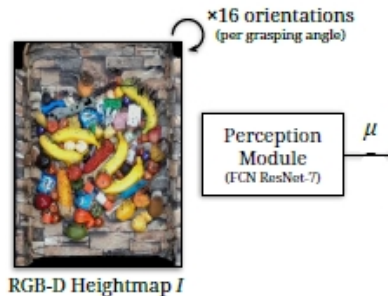 ×16 orientations
(per grasping angle)
Perception
Module
(FCN ResNet-7)
μ
RGB-D Heightmap I